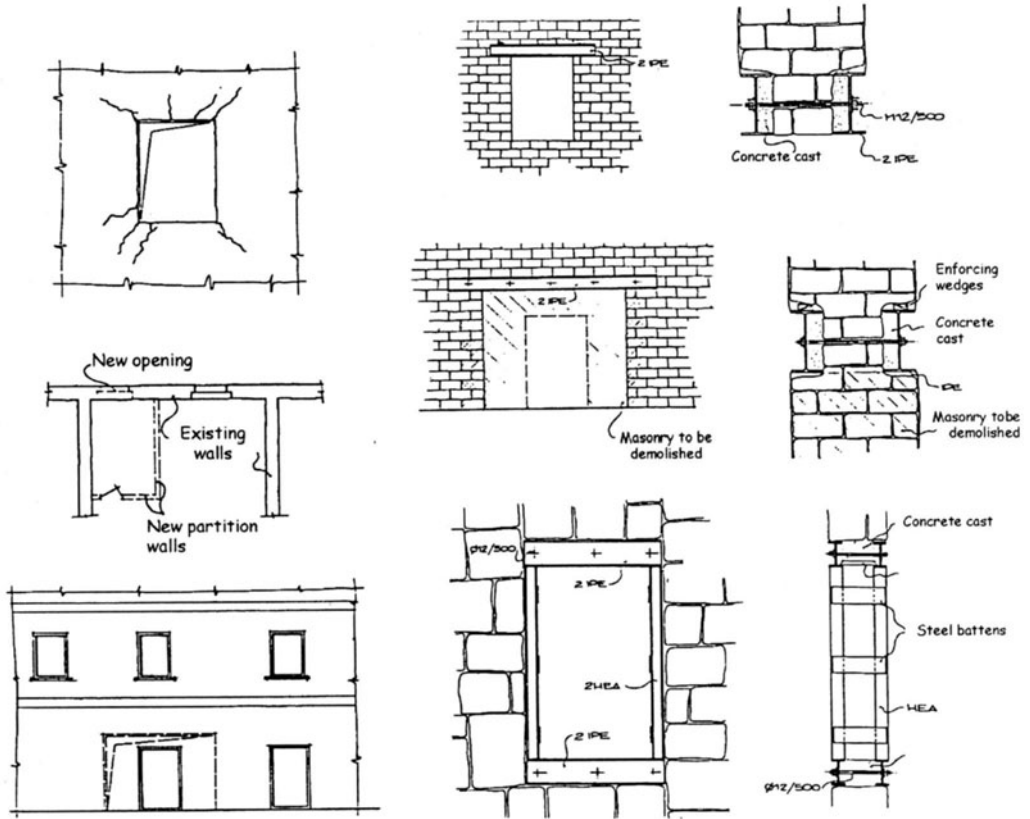 New opening
Existing
walls
New partition
walls
2 IPE
M12/500
2 IPE
Concrete cast
2 IPE
Masonry to be
demolished
Enforcing
wedges
Concrete
cast
IPE
Masonry tobe
demolished
Ø12/500
2 IPE
2HEA
2 IPE
Concrete cast
Steel battens
HEA
Ø12/500